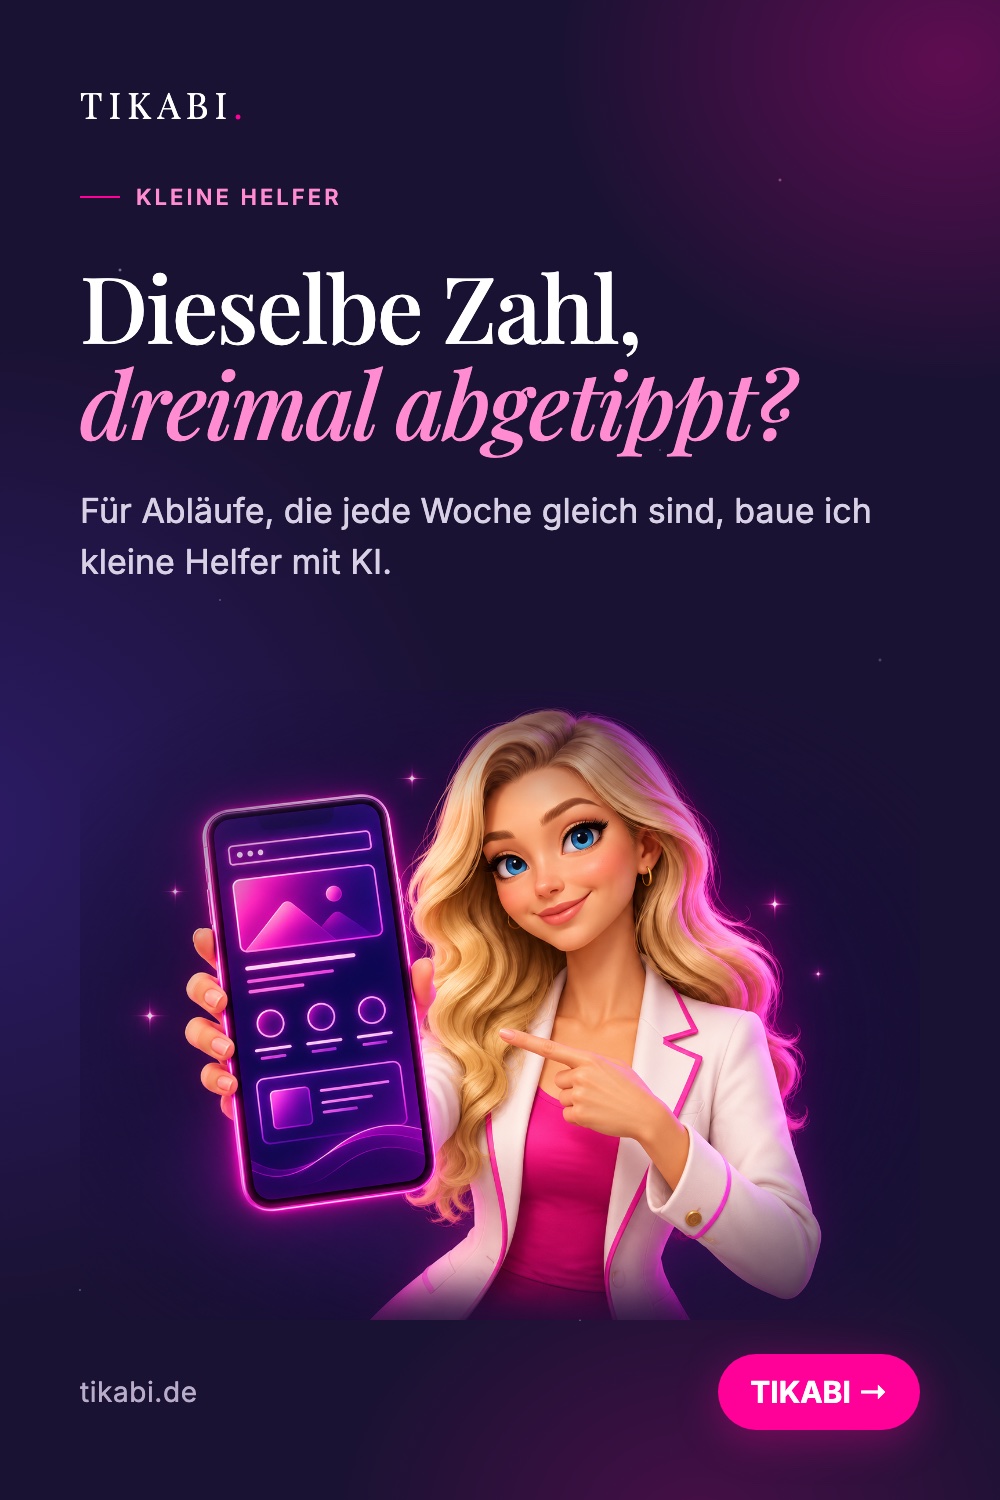 TIKABI.
KLEINE HELFER
Dieselbe Zahl,
dreimal abgetippt?
Für Abläufe, die jede Woche gleich sind, baue ich
kleine Helfer mit KI.
tikabi.de
TIKABI →